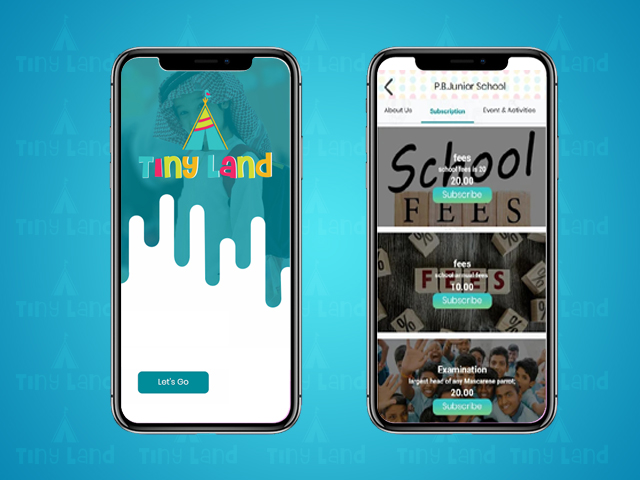 Tiny Land
Let's Go
P.B.Junior School
About Us
Subscription
Event & Activities
School
FEES
fees
school fees is 20
20.00
Subscribe
FEES
fees
school annual fees
10.00
Subscribe
Examination
largest head of any Mascarene parrot;
20.00
Subscribe